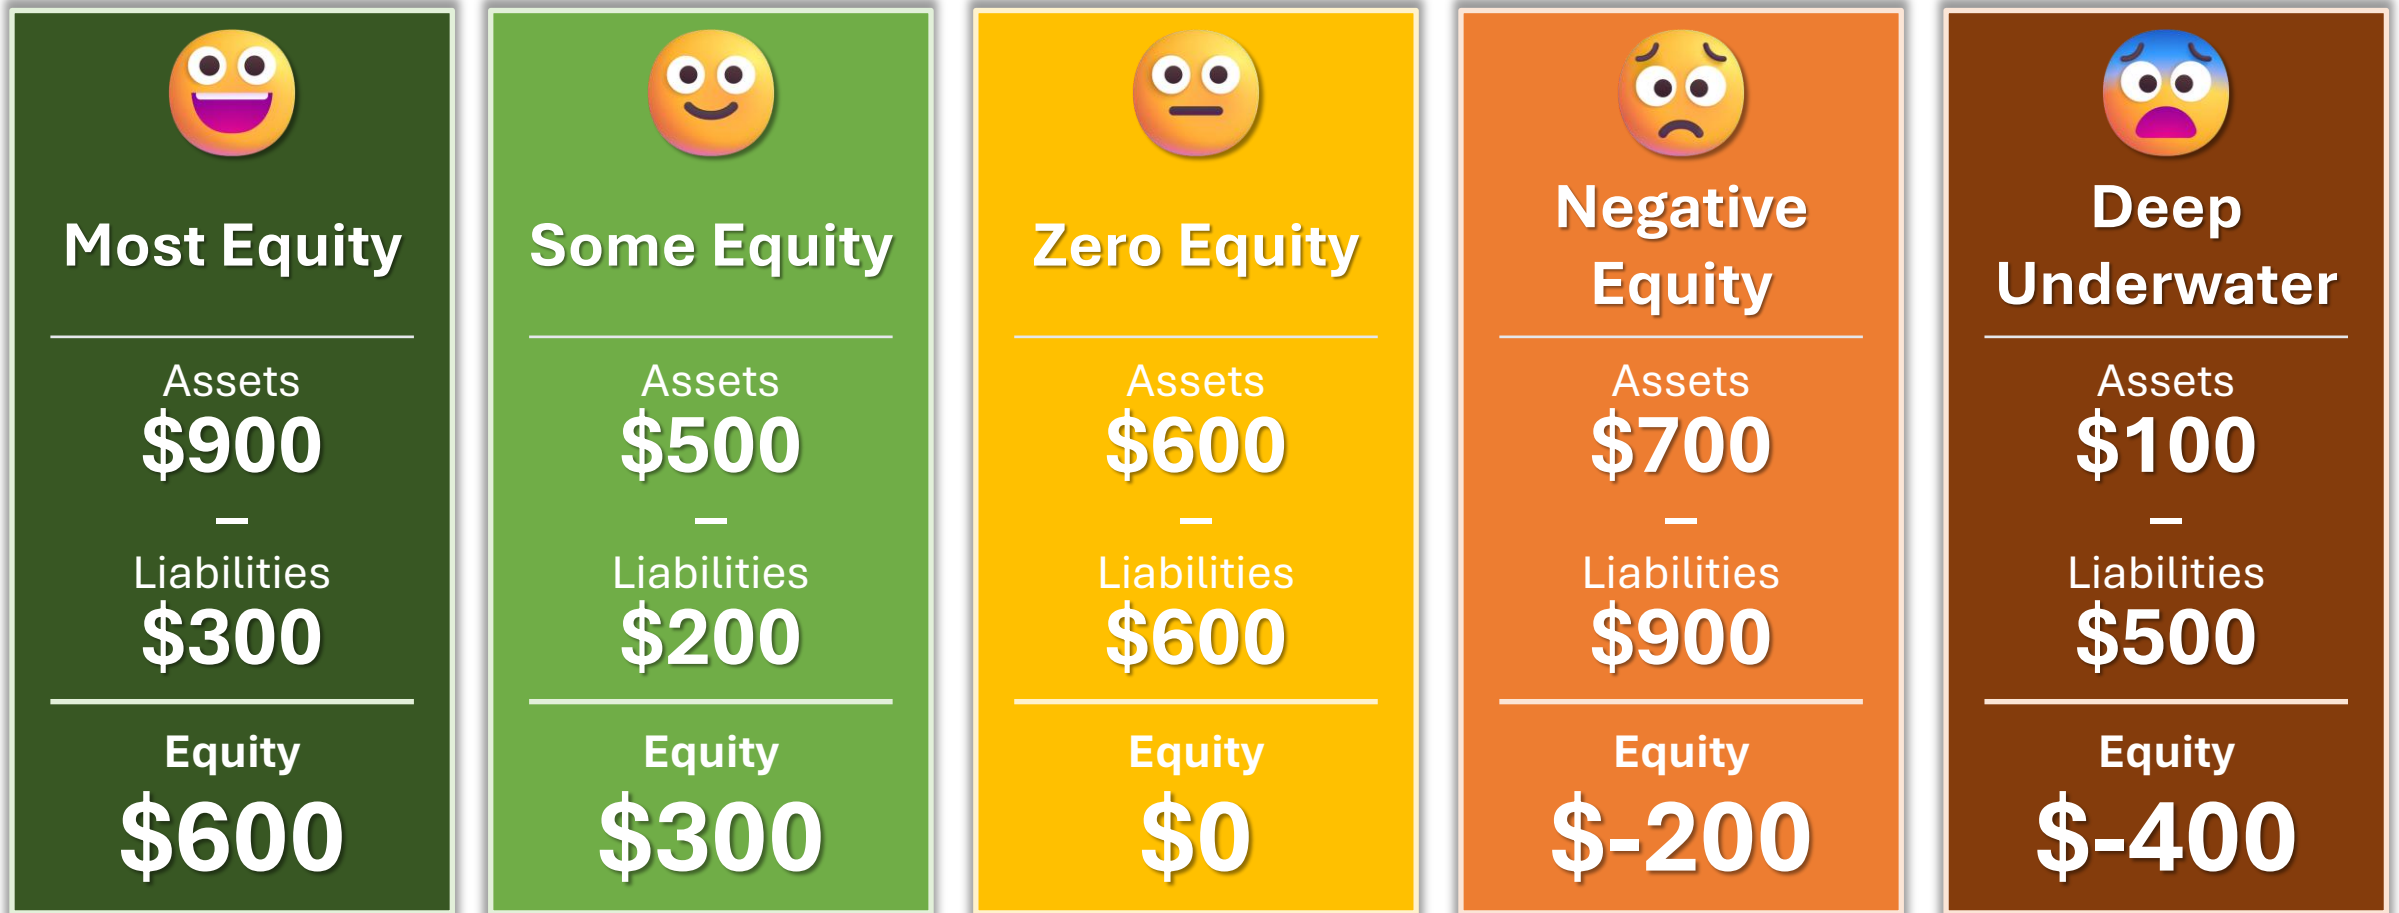 Most Equity
Assets
$900
–
Liabilities
$300
Equity
$600
Some Equity
Assets
$500
–
Liabilities
$200
Equity
$300
Zero Equity
Assets
$600
–
Liabilities
$600
Equity
$0
Negative
Equity
Assets
$700
–
Liabilities
$900
Equity
$-200
Deep
Underwater
Assets
$100
–
Liabilities
$500
Equity
$-400